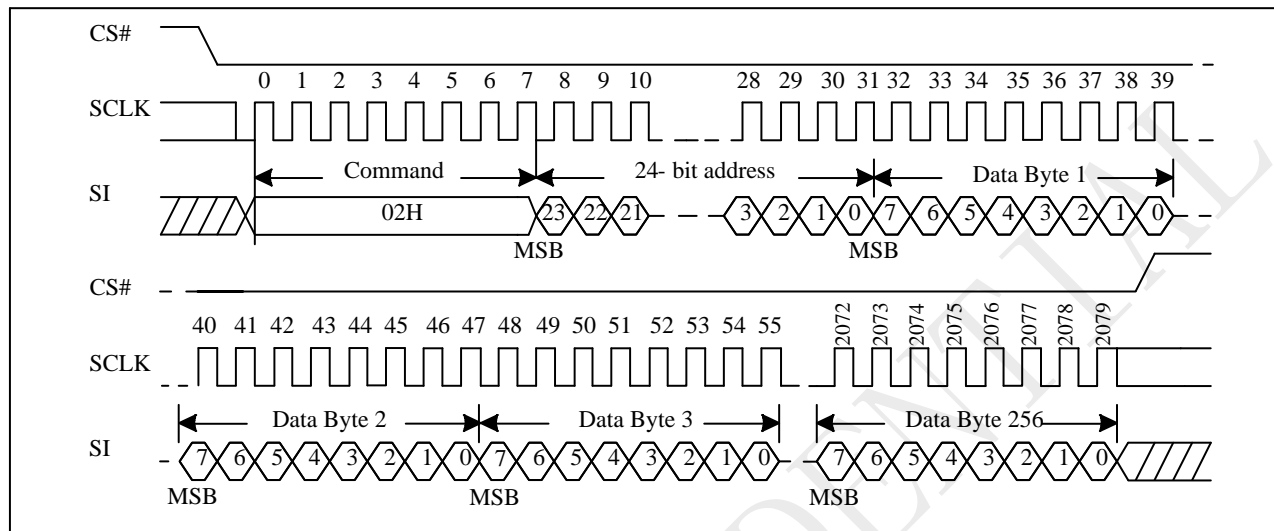 CS#
0 1 2 3 4 5 6 7 8 9 10 28 29 30 31 32 33 34 35 36 37 38 39
SCLK
Command 24- bit address Data Byte 1
SI
02H 23 22 21 3 2 1 0 7 6 5 4 3 2 1 0
MSB MSB
CS#
40 41 42 43 44 45 46 47 48 49 50 51 52 53 54 55 2072 2073 2074 2075 2076 2077 2078 2079
SCLK
Data Byte 2 Data Byte 3 Data Byte 256
SI
7 6 5 4 3 2 1 0 7 6 5 4 3 2 1 0 7 6 5 4 3 2 1 0
MSB MSB MSB
DENTIAL